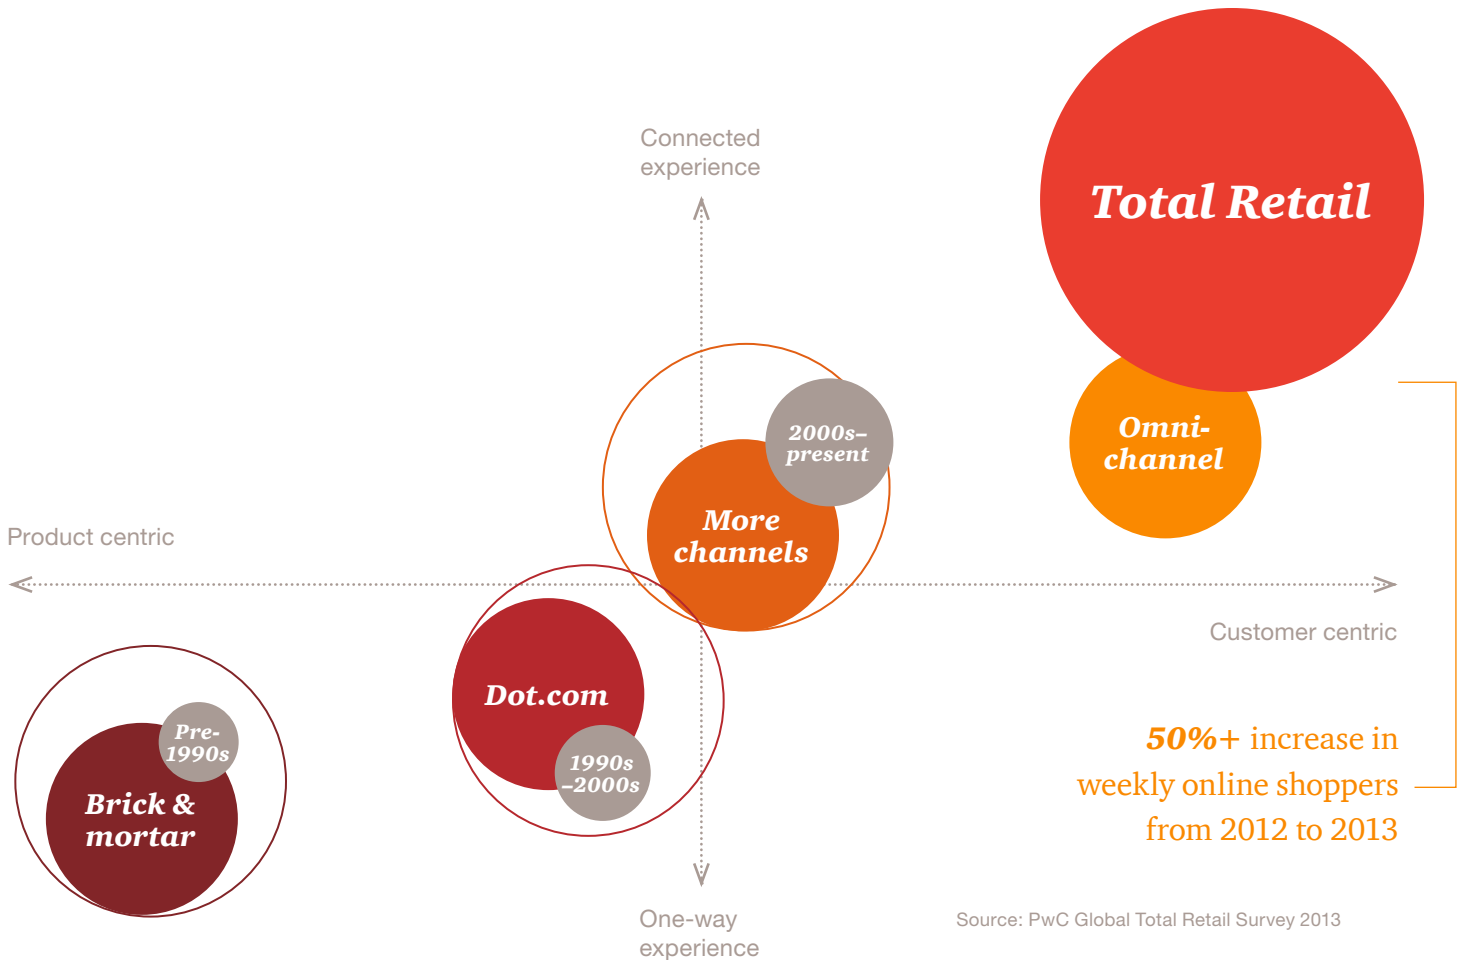 Connected
experience
Total Retail
2000s–
present
Omni-
channel
More
channels
Product centric
Customer centric
Dot.com
1990s
–2000s
Pre-
1990s
Brick &
mortar
50%+ increase in
weekly online shoppers
from 2012 to 2013
One-way
experience
Source: PwC Global Total Retail Survey 2013